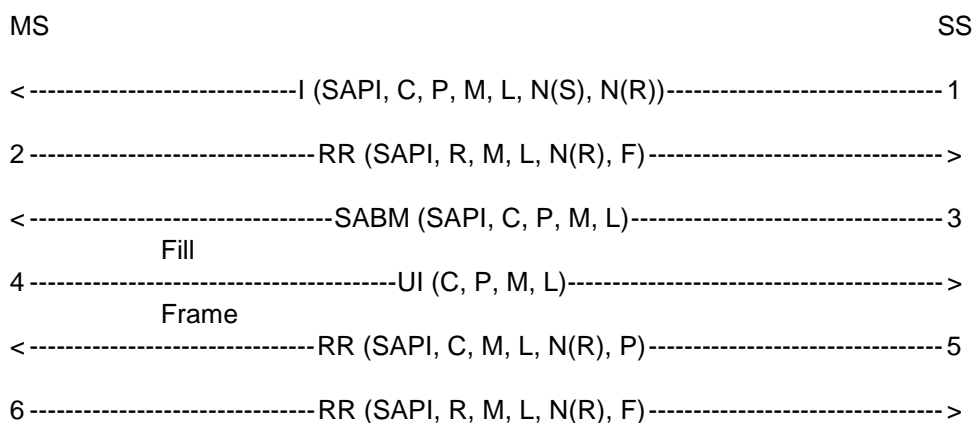 MS SS
< ------------------------------I (SAPI, C, P, M, L, N(S), N(R))------------------------------- 1
2 --------------------------------RR (SAPI, R, M, L, N(R), F)--------------------------------- >
< ----------------------------------SABM (SAPI, C, P, M, L)----------------------------------- 3
Fill
4 -----------------------------------------UI (C, P, M, L)------------------------------------------ >
Frame
< --------------------------------RR (SAPI, C, M, L, N(R), P)--------------------------------- 5
6 --------------------------------RR (SAPI, R, M, L, N(R), F)--------------------------------- >